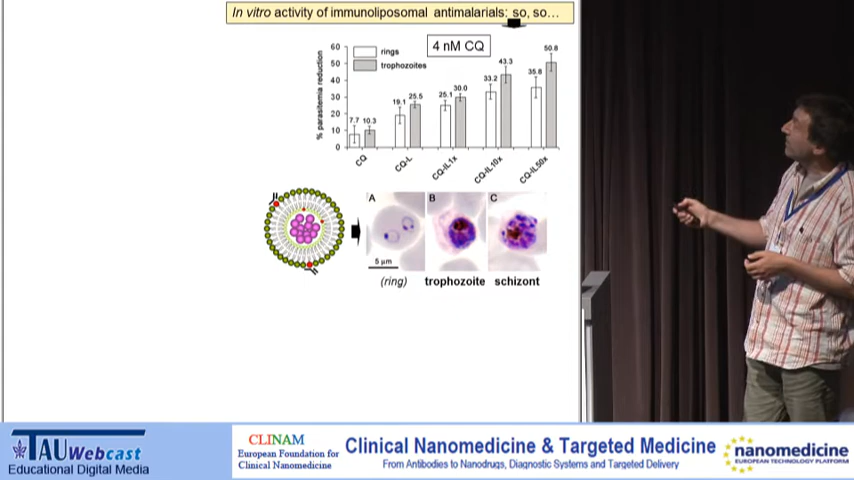 In vitro activity of immunoliposomal antimalarials: so, so…
4 nM CQ
rings
trophozoites
% parasitemia reduction
60
50
40
30
20
10
0
7.7 10.3
19.1 25.5
25.1 30.0
33.2 43.3
35.8 50.8
CQ
CQ-L
CQ-IL1x
CQ-IL10x
CQ-IL50x
A B C
5 µm
(ring) trophozoite schizont
TAU Webcast
Educational Digital Media
CLINAM
European Foundation for
Clinical Nanomedicine
Clinical Nanomedicine & Targeted Medicine
From Antibodies to Nanodrugs, Diagnostic Systems and Targeted Delivery
nanomedicine
EUROPEAN TECHNOLOGY PLATFORM